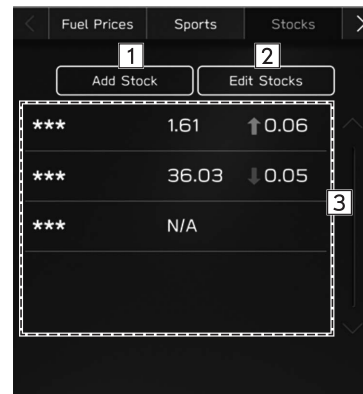 Fuel Prices Sports Stocks
1 2
Add Stock Edit Stocks
*** 1.61 ↑0.06
*** 36.03 ↓0.05
3
*** N/A